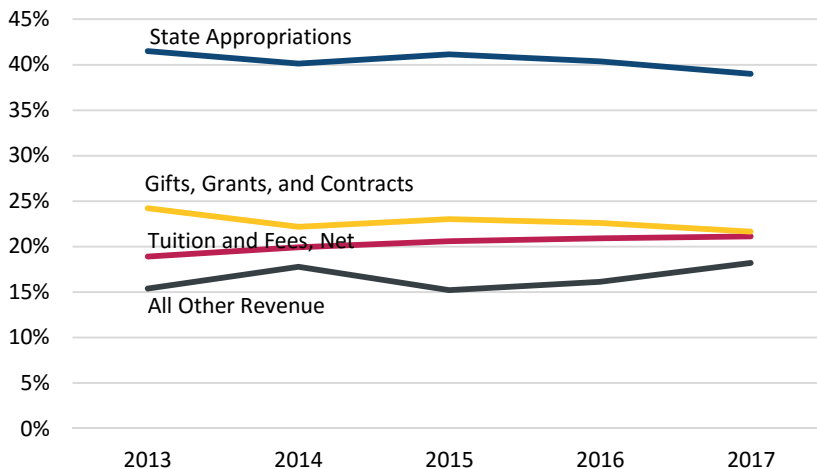 45%
State Appropriations
40%
35%
30%
25%
Gifts, Grants, and Contracts
20%
Tuition and Fees, Net
15%
All Other Revenue
10%
5%
0%
2013 2014 2015 2016 2017